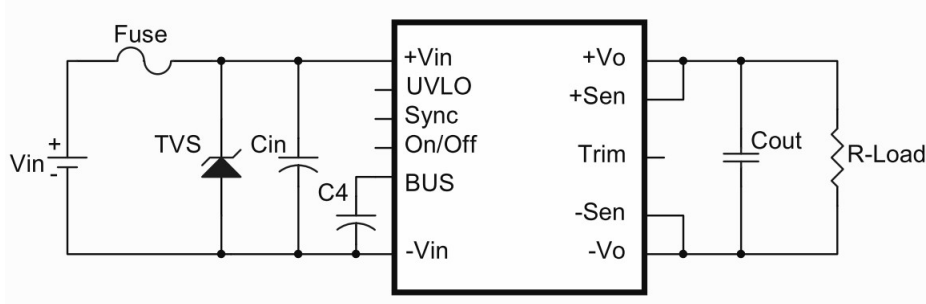 Fuse
+Vin
+Vo
UVLO
+Sen
Sync
+
TVS
Cin
On/Off
Trim
Cout
R-Load
Vin
-
BUS
C4
-Sen
-Vin
-Vo